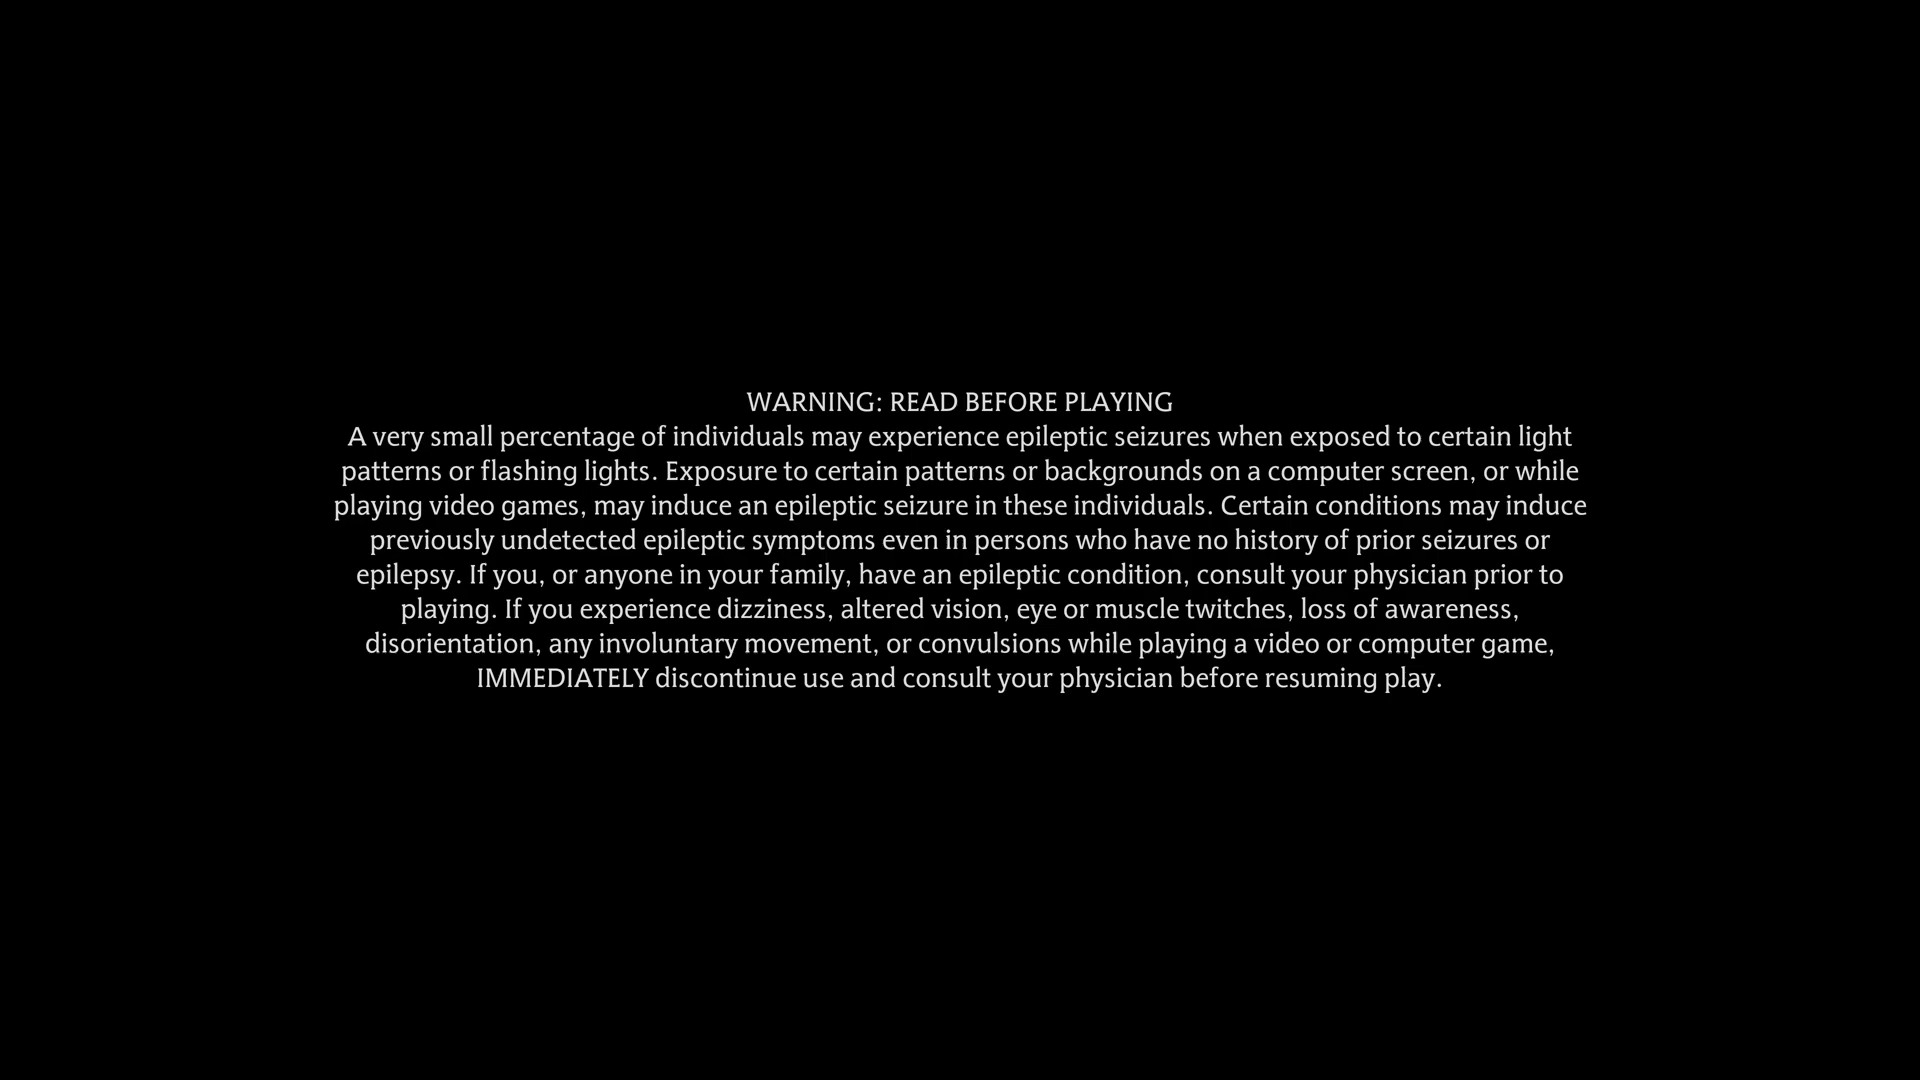 WARNING: READ BEFORE PLAYING
A very small percentage of individuals may experience epileptic seizures when exposed to certain light
patterns or flashing lights. Exposure to certain patterns or backgrounds on a computer screen, or while
playing video games, may induce an epileptic seizure in these individuals. Certain conditions may induce
previously undetected epileptic symptoms even in persons who have no history of prior seizures or
epilepsy. If you, or anyone in your family, have an epileptic condition, consult your physician prior to
playing. If you experience dizziness, altered vision, eye or muscle twitches, loss of awareness,
disorientation, any involuntary movement, or convulsions while playing a video or computer game,
IMMEDIATELY discontinue use and consult your physician before resuming play.